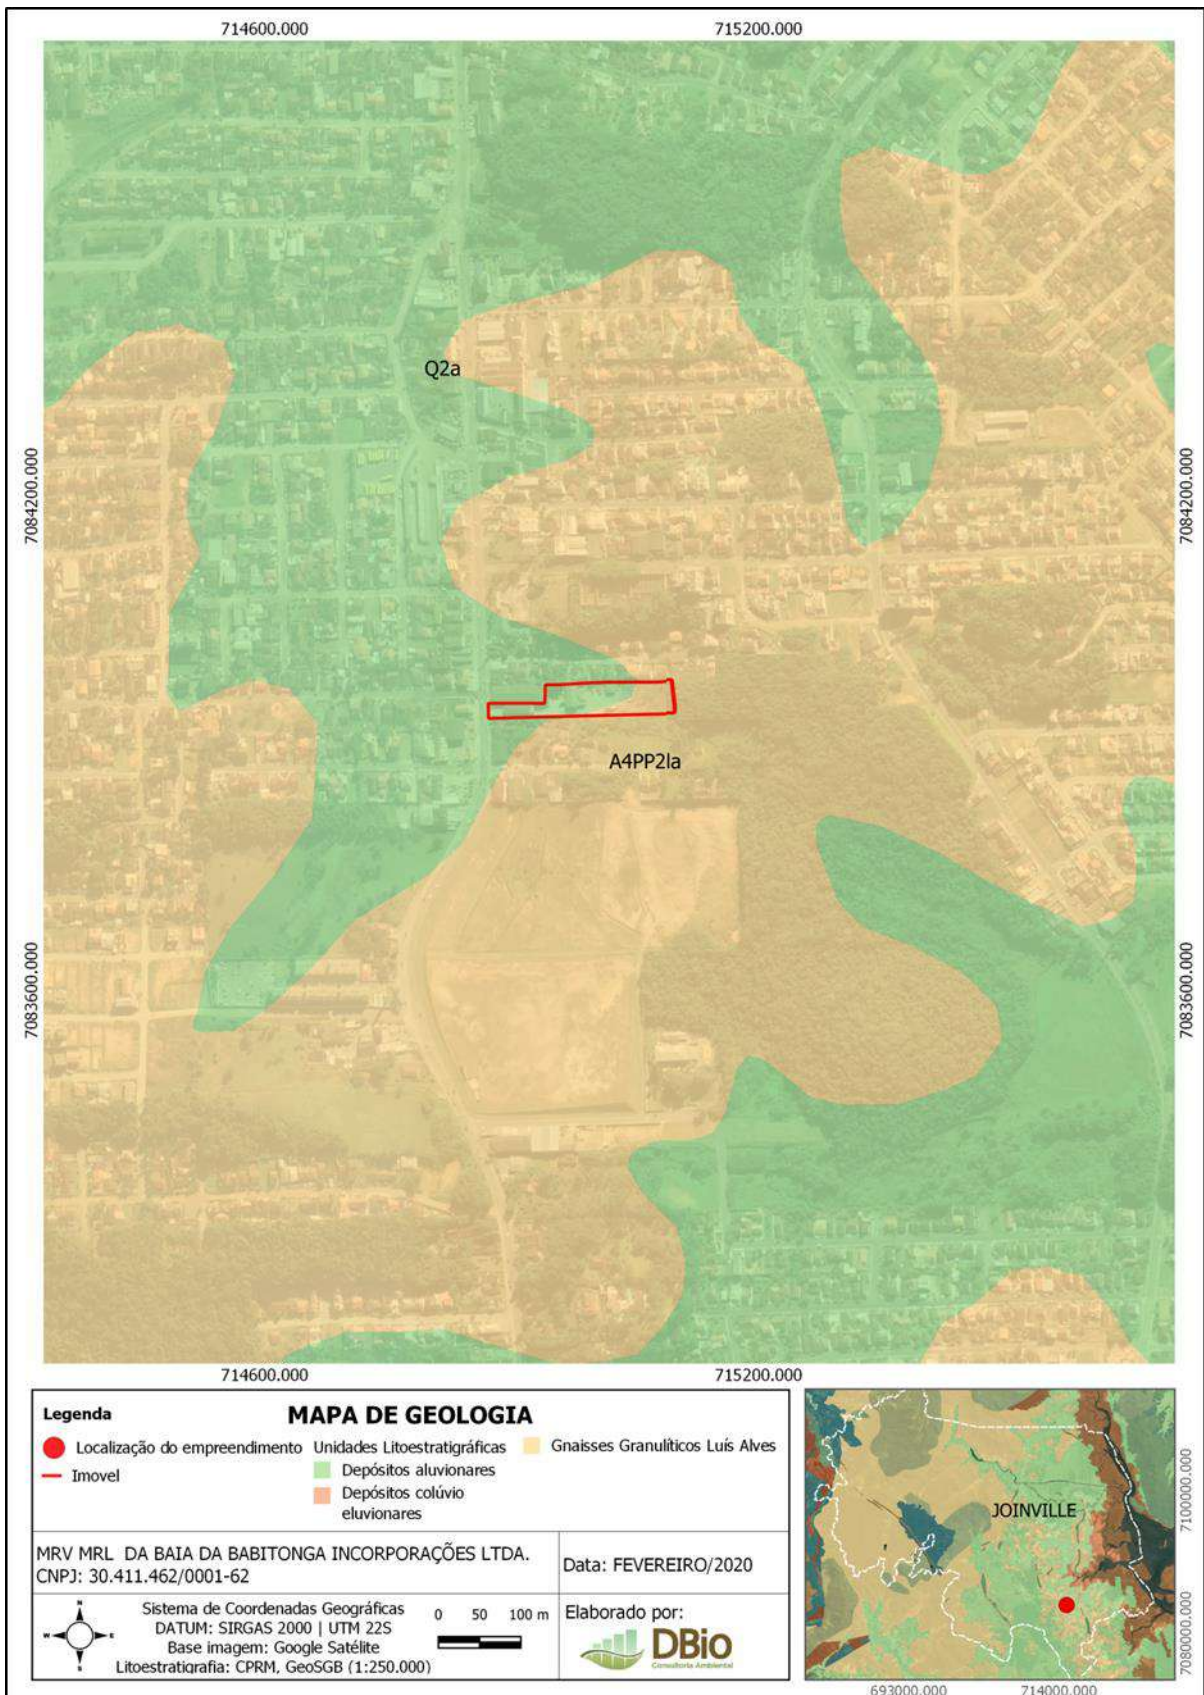 714600.000
715200.000
Q2a
7084200.000
7084200.000
A4PP2la
7083600.000
7083600.000
714600.000
715200.000
Legenda
MAPA DE GEOLOGIA
Localização do empreendimento
Imovel
Unidades Litoestratigráficas
Depósitos aluvionares
Depósitos colúvio
eluvionares
Gnaisses Granulíticos Luís Alves
MRV MRL DA BAIA DA BABITONGA INCORPORAÇÕES LTDA.
CNPJ: 30.411.462/0001-62
Data: FEVEREIRO/2020
N
W
E
S
Sistema de Coordenadas Geográficas
DATUM: SIRGAS 2000 | UTM 22S
Base imagem: Google Satélite
Litoestratigrafia: CPRM, GeoSGB (1:250.000)
0 50 100 m
Elaborado por:
DBio
Consultoria Ambiental
JOINVILLE
7100000.000
7080000.000
693000.000
714000.000